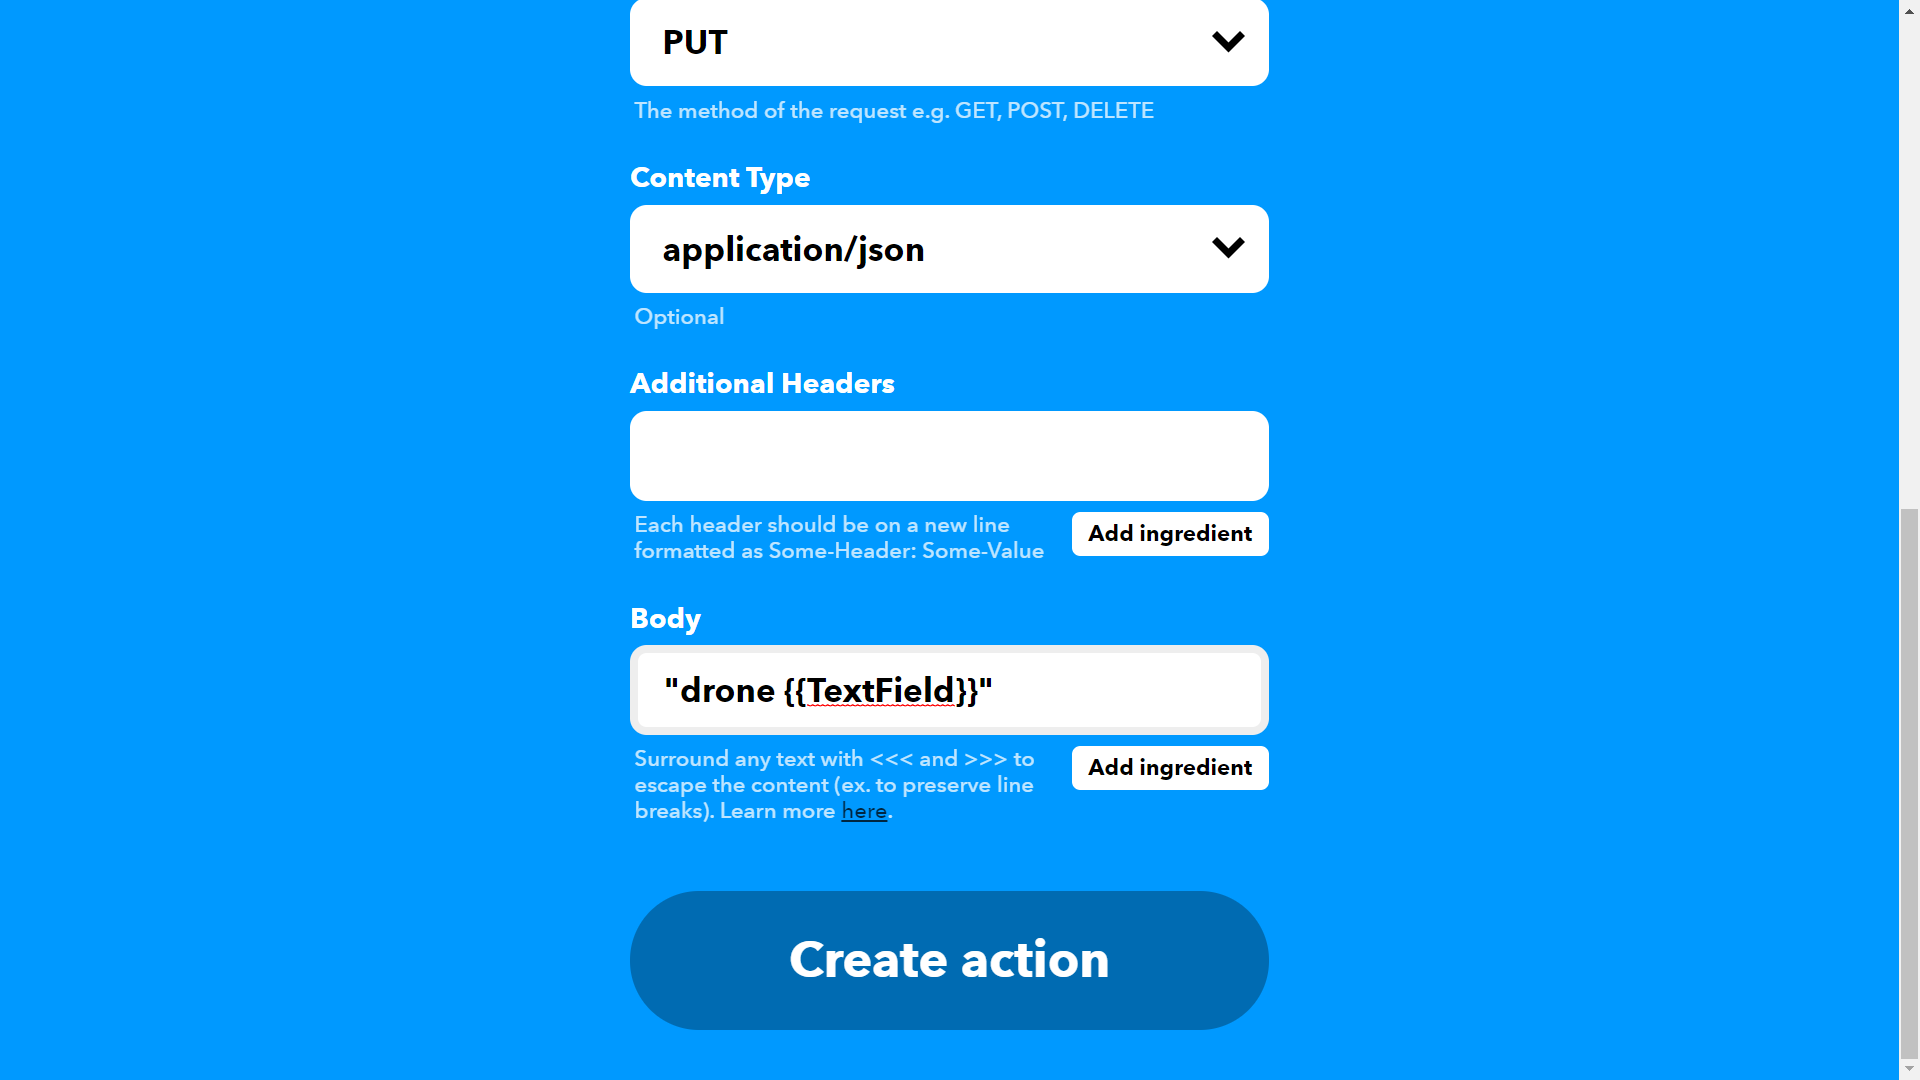 PUT
The method of the request e.g. GET, POST, DELETE
Content Type
application/json
Optional
Additional Headers
Each header should be on a new line
formatted as Some-Header: Some-Value
Add ingredient
Body
"drone {{TextField}}"
Surround any text with <<< and >>> to
escape the content (ex. to preserve line
breaks). Learn more here.
Add ingredient
Create action